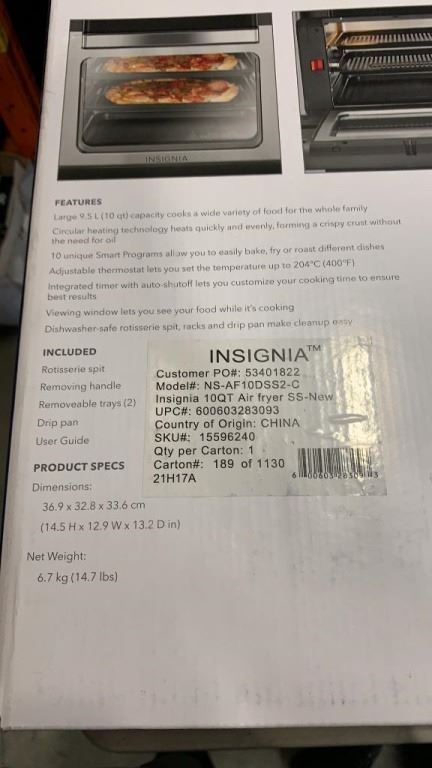 INSIGNIA
FEATURES
Large 9.5 L (10 qt) capacity cooks a wide variety of food for the whole family
Circular heating technology heats quickly and evenly, forming a crispy crust without
the need for oil
10 unique Smart Programs allow you to easily bake, fry or roast different dishes
Adjustable thermostat lets you set the temperature up to 204°C (400°F)
Integrated timer with auto-shutoff lets you customize your cooking time to ensure
best results
Viewing window lets you see your food while it's cooking
Dishwasher-safe rotisserie spit, racks and drip pan make cleanup easy
INCLUDED
Rotisserie spit
Removing handle
Removeable trays (2)
Drip pan
User Guide
PRODUCT SPECS
Dimensions:
36.9 x 32.8 x 33.6 cm
(14.5 H x 12.9 W x 13.2 D in)
Net Weight:
6.7 kg (14.7 lbs)
INSIGNIA™
Customer PO#: 53401822
Model#: NS-AF10DSS2-C
Insignia 10QT Air fryer SS-New
UPC#: 600603283093
Country of Origin: CHINA
SKU#: 15596240
Qty per Carton: 1
Carton#: 189 of 1130
21H17A